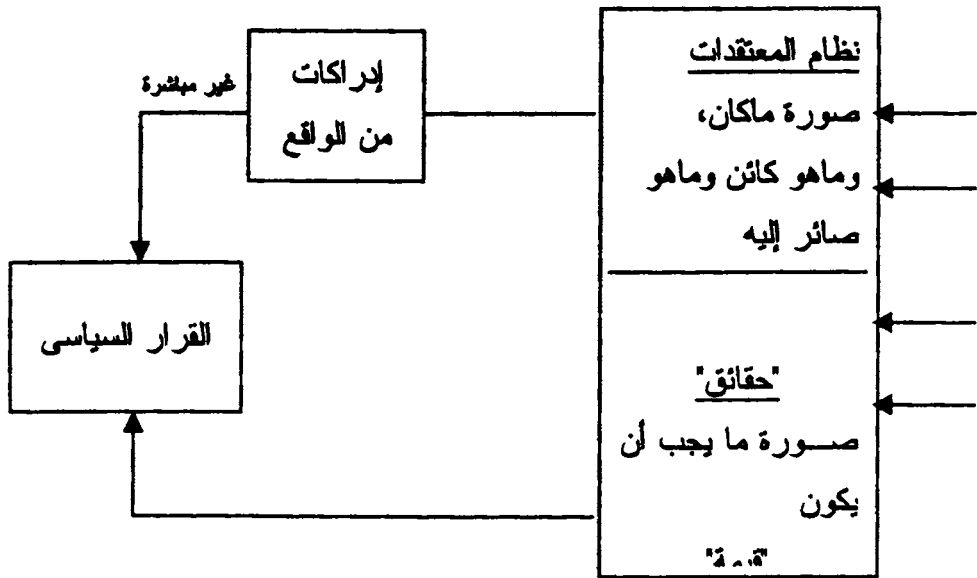 نظام المعتقدات
صورة ماكان،
وماهو كائن وماهو
صائر إليه
"حقائق"
صــورة ما يجب أن
يكون
إدراكات
من الواقع
غير مباشرة
القرار السياسى